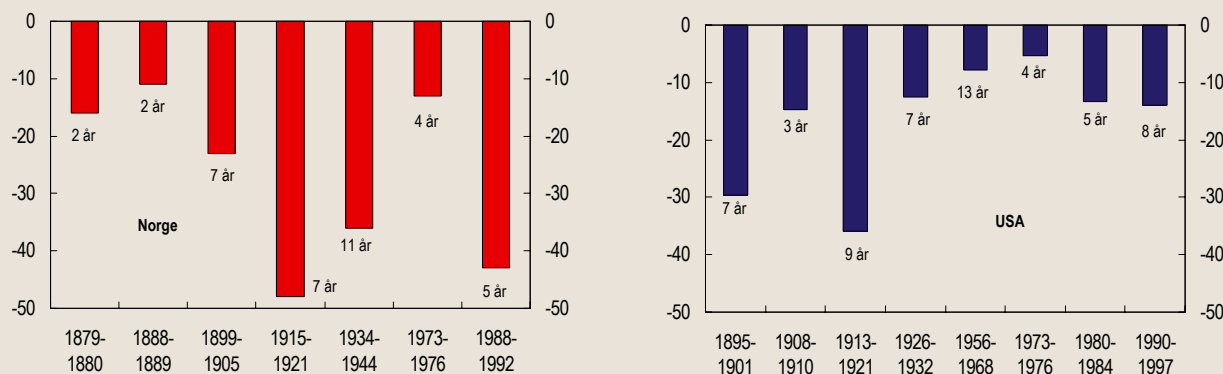 0 0
-10 -10
-20 -20
-30 -30
-40 -40
-50 -50
2 år
2 år
7 år
7 år
11 år
4 år
5 år
Norge
1879-1880 1888-1889 1899-1905 1915-1921 1934-1944 1973-1976 1988-1992
0 0
-10 -10
-20 -20
-30 -30
-40 -40
-50 -50
7 år
3 år
9 år
7 år
13 år
4 år
5 år
8 år
USA
1895-1901 1908-1910 1913-1921 1926-1932 1956-1968 1973-1976 1980-1984 1990-1997